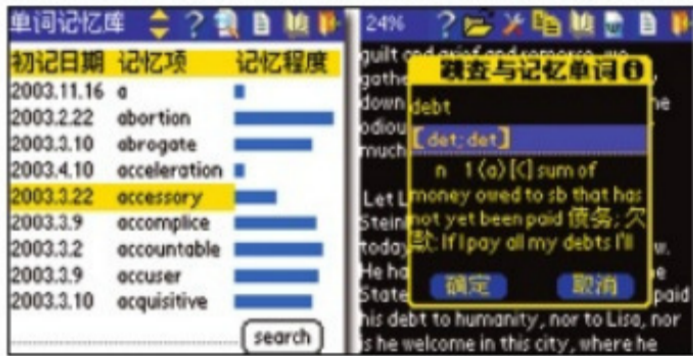 单词记忆库
初记日期 记忆项 记忆程度
2003.11.16 a
2003.2.22 abortion
2003.3.10 abrogate
2003.4.10 acceleration
2003.3.22 accessory
2003.3.9 accomplice
2003.3.2 accountable
2003.3.9 accuser
2003.3.10 acquisitive
search
24%
guilt and grief and remorse, we
gathe
down
odiou
much
Let L
Stein
today
He ha
State
paid
his debt to humanity, nor to Lisa, nor
is he welcome in this city, where he
跳查与记忆单词
debt
[det; det]
n 1 (a) [C] sum of
money owed to sb that has
not yet been paid 债务; 欠
款: If I pay all my debts I'll
确定 取消